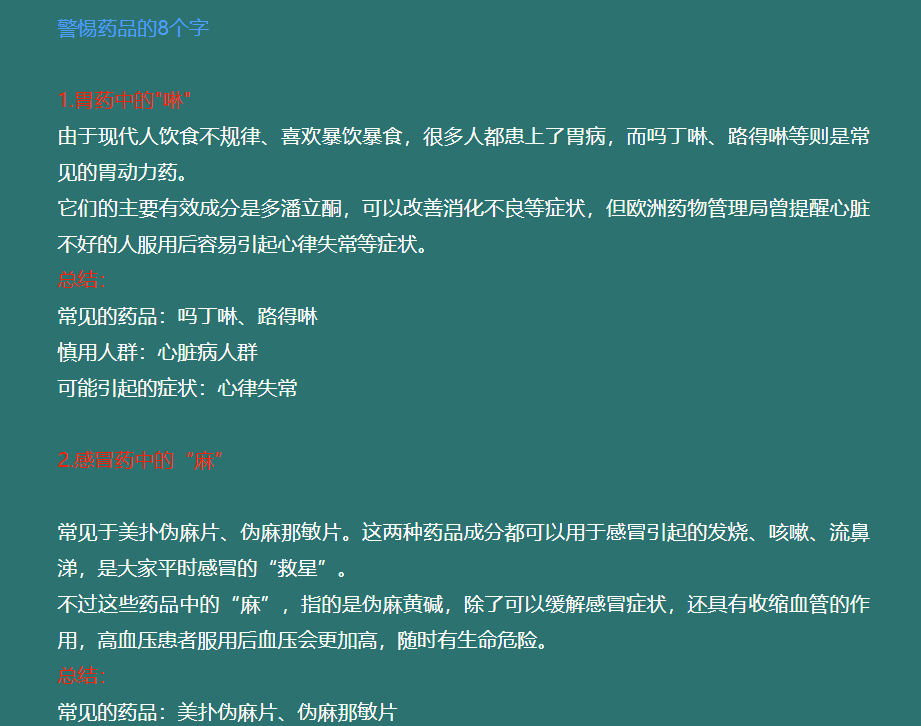 警惕药品的8个字
1.胃药中的"啉"
由于现代人饮食不规律、喜欢暴饮暴食，很多人都患上了胃病，而吗丁啉、路得啉等则是常
见的胃动力药。
它们的主要有效成分是多潘立酮，可以改善消化不良等症状，但欧洲药物管理局曾提醒心脏
不好的人服用后容易引起心律失常等症状。
总结：
常见的药品：吗丁啉、路得啉
慎用人群：心脏病人群
可能引起的症状：心律失常
2.感冒药中的“麻”
常见于美扑伪麻片、伪麻那敏片。这两种药品成分都可以用于感冒引起的发烧、咳嗽、流鼻
涕，是大家平时感冒的“救星”。
不过这些药品中的“麻”，指的是伪麻黄碱，除了可以缓解感冒症状，还具有收缩血管的作
用，高血压患者服用后血压会更加高，随时有生命危险。
总结：
常见的药品：美扑伪麻片、伪麻那敏片